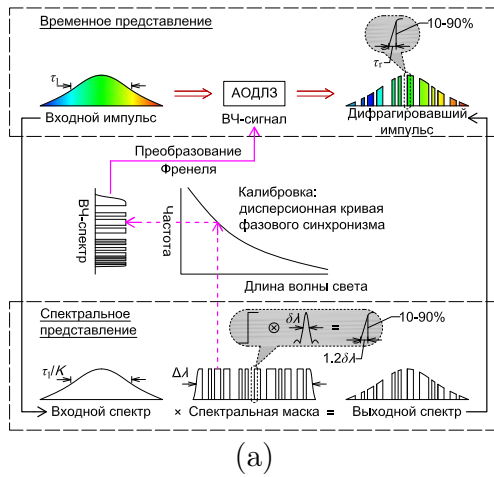 Временное представление
10-90%
τl
τr
АОДЛЗ
Входной импульс
ВЧ-сигнал
Дифрагировавший
импульс
Преобразование
Френеля
ВЧ-спектр
Частота
Калибровка:
дисперсионная кривая
фазового синхронизма
Длина волны света
Спектральное
представление
⊗ δλ =
10-90%
1.2δλ
τl/K
Δλ
Входной спектр × Спектральная маска = Выходной спектр
(a)